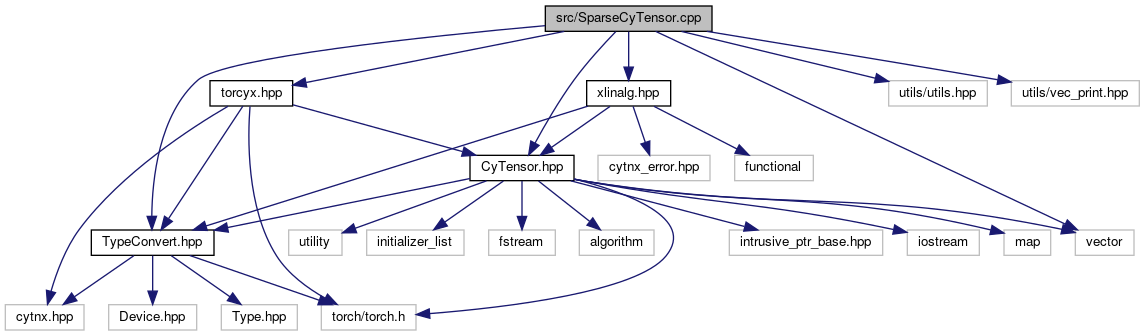 src/SparseCyTensor.cpp
torcyx.hpp
xlinalg.hpp
utils/utils.hpp
utils/vec_print.hpp
CyTensor.hpp
cytnx_error.hpp
functional
TypeConvert.hpp
utility
initializer_list
fstream
algorithm
intrusive_ptr_base.hpp
iostream
map
vector
cytnx.hpp
Device.hpp
Type.hpp
torch/torch.h